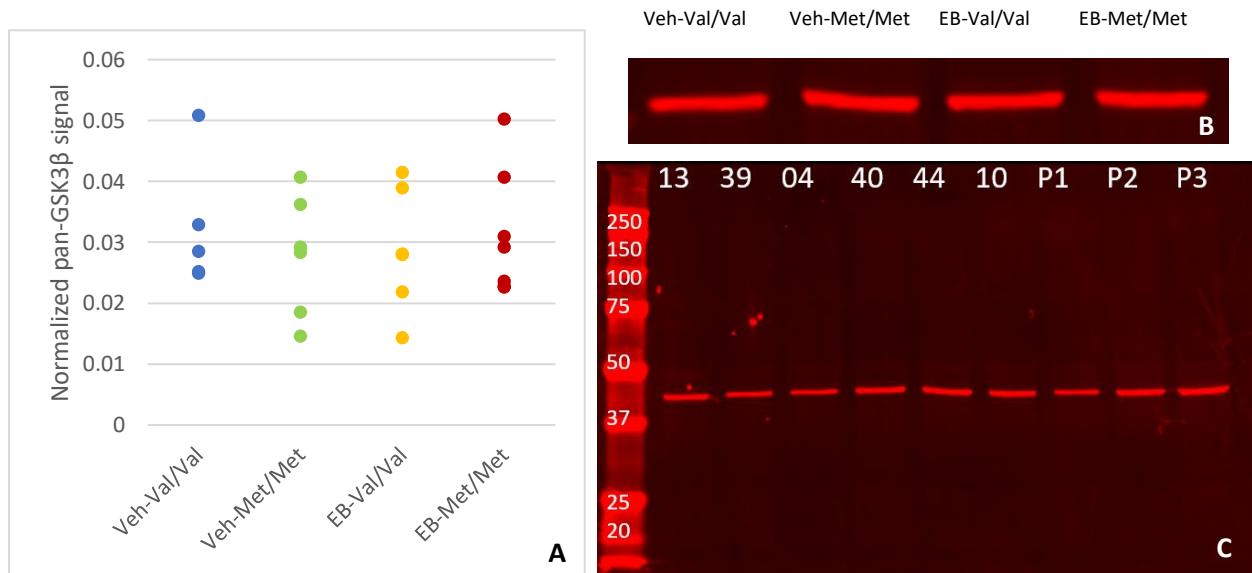 Normalized pan-GSK3β signal
0.06
0.05
0.04
0.03
0.02
0.01
0
Veh-Val/Val
Veh-Met/Met
EB-Val/Val
EB-Met/Met
A
Veh-Val/Val Veh-Met/Met EB-Val/Val EB-Met/Met
B
13 39 04 40 44 10 P1 P2 P3
250
150
100
75
50
37
25
20
C